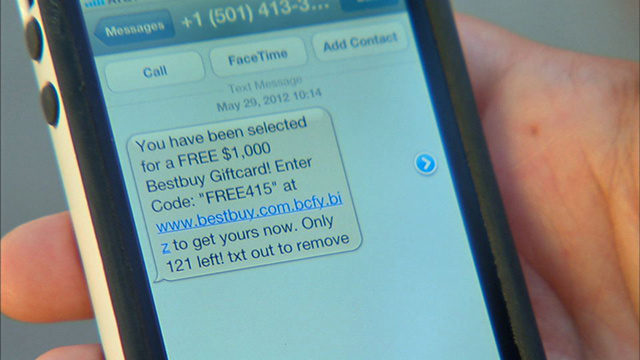 Messages +1 (501) 413-3...
Call FaceTime Add Contact
Text Message
May 29, 2012 10:14
You have been selected
for a FREE $1,000
Bestbuy Giftcard! Enter
Code: "FREE415" at
www.bestbuy.com.bcfy.bi
z to get yours now. Only
121 left! txt out to remove